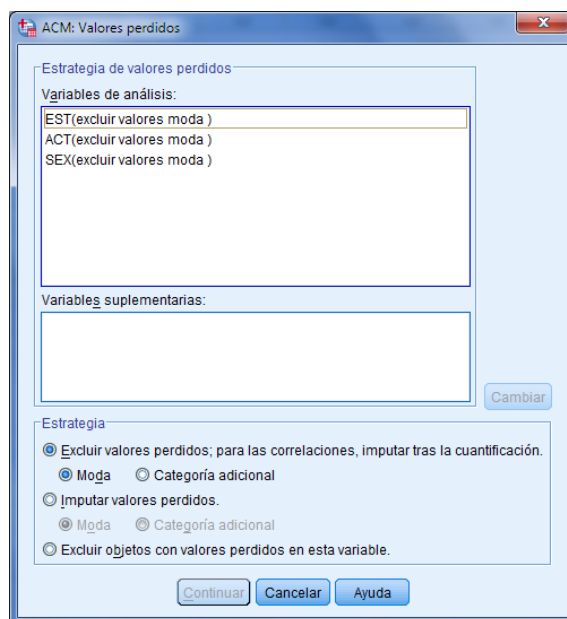 ACM: Valores perdidos
Estrategia de valores perdidos
Variables de análisis:
EST(excluir valores moda )
ACT(excluir valores moda )
SEX(excluir valores moda )
Variables suplementarias:
Cambiar
Estrategia
Excluir valores perdidos; para las correlaciones, imputar tras la cuantificación.
Moda Categoría adicional
Imputar valores perdidos.
Moda Categoría adicional
Excluir objetos con valores perdidos en esta variable.
Continuar Cancelar Ayuda